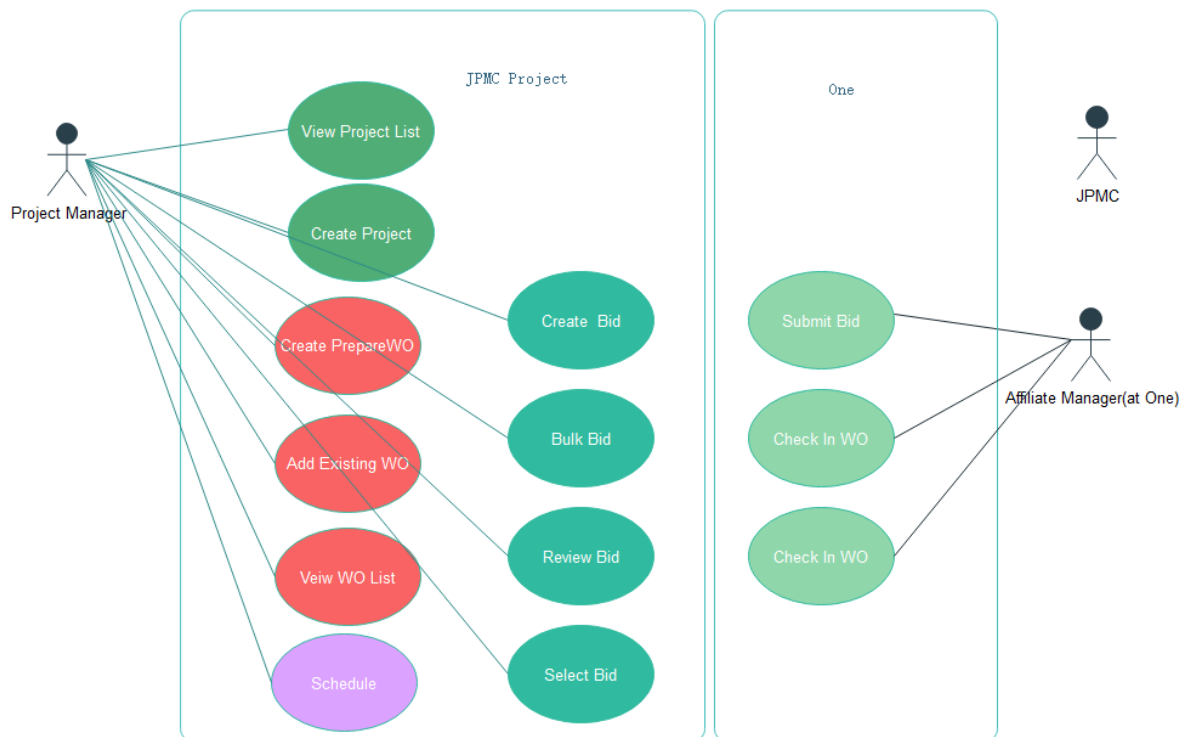 JPMC Project
One
View Project List
Project Manager
JPMC
Create Project
Create  Bid
Submit Bid
Create PrepareWO
Affiliate Manager(at One)
Bulk Bid
Check In WO
Add Existing WO
Review Bid
Check In WO
Veiw WO List
Select Bid
Schedule